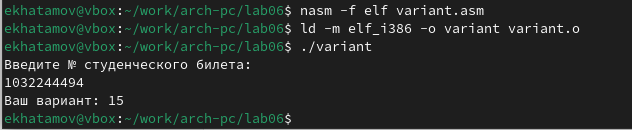 ekhatamov@vbox:~/work/arch-pc/lab06$ nasm -f elf variant.asm
ekhatamov@vbox:~/work/arch-pc/lab06$ ld -m elf_i386 -o variant variant.o
ekhatamov@vbox:~/work/arch-pc/lab06$ ./variant
Введите № студенческого билета:
1032244494
Ваш вариант: 15
ekhatamov@vbox:~/work/arch-pc/lab06$